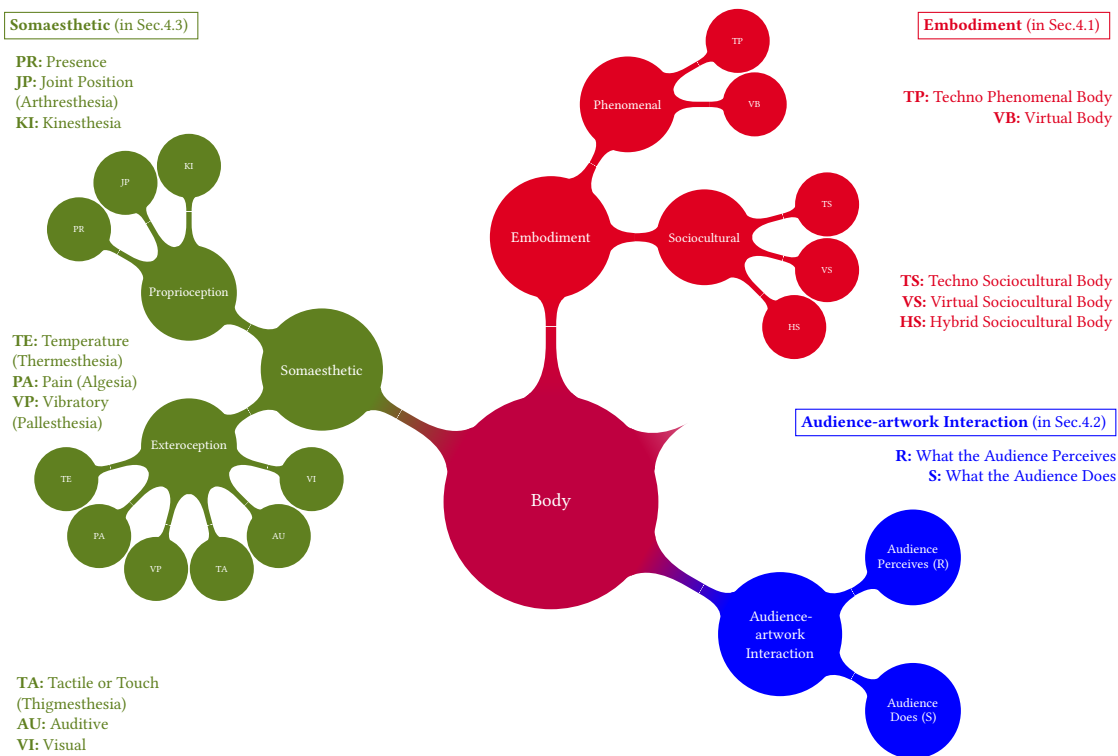 Somaesthetic (in Sec.4.3)
PR: Presence
JP: Joint Position
(Arthresthesia)
KI: Kinesthesia
KI
JP
PR
Proprioception
TE: Temperature
(Thermesthesia)
PA: Pain (Algesia)
VP: Vibratory
(Pallesthesia)
Somaesthetic
Exteroception
TE
VI
PA
AU
VP
TA
TA: Tactile or Touch
(Thigmesthesia)
AU: Auditive
VI: Visual
Body
Embodiment (in Sec.4.1)
TP
Phenomenal
VB
TP: Techno Phenomenal Body
VB: Virtual Body
Embodiment
Sociocultural
TS
VS
HS
TS: Techno Sociocultural Body
VS: Virtual Sociocultural Body
HS: Hybrid Sociocultural Body
Audience-artwork Interaction (in Sec.4.2)
R: What the Audience Perceives
S: What the Audience Does
Audience
Perceives (R)
Audience-
artwork
Interaction
Audience
Does (S)